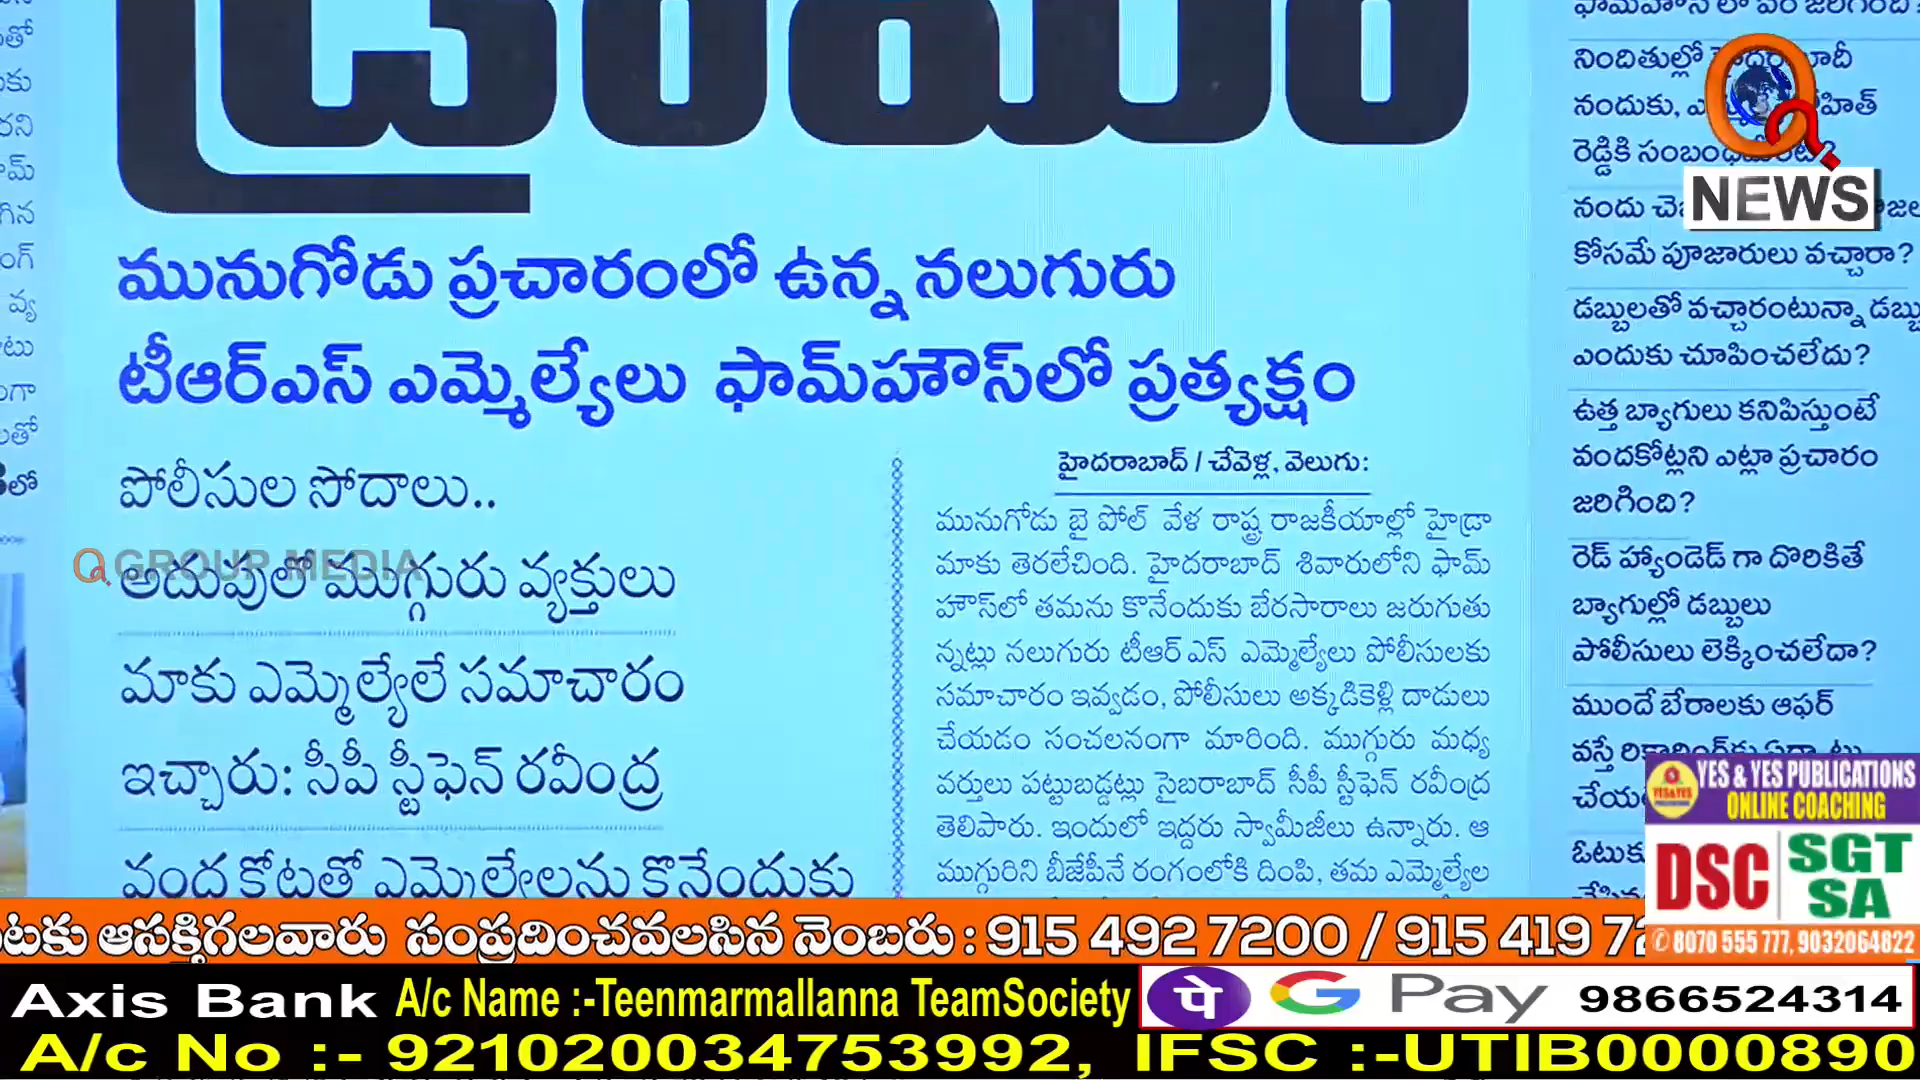 మునుగోడు ప్రచారంలో ఉన్న నలుగురు
టీఆర్ఎస్ ఎమ్మెల్యేలు ఫామ్‌హౌస్‌లో ప్రత్యక్షం
పోలీసుల సోదాలు..
అదుపులో ముగ్గురు వ్యక్తులు
మాకు ఎమ్మెల్యేలే సమాచారం
ఇచ్చారు: సీపీ స్టీఫెన్ రవీంద్ర
వంద కోట్లతో ఎమ్మెల్యేలను కొనేందుకు
హైదరాబాద్ / చేవెళ్ల, వెలుగు:
మునుగోడు బై పోల్ వేళ రాష్ట్ర రాజకీయాల్లో హైడ్రా
మాకు తెరలేచింది. హైదరాబాద్ శివారులోని ఫామ్
హౌస్‌లో తమను కొనేందుకు బేరసారాలు జరుగుతు
న్నట్లు నలుగురు టీఆర్ఎస్ ఎమ్మెల్యేలు పోలీసులకు
సమాచారం ఇవ్వడం, పోలీసులు అక్కడికెళ్లి దాడులు
చేయడం సంచలనంగా మారింది. ముగ్గురు మధ్య
వర్తులు పట్టుబడ్డట్లు సైబరాబాద్ సీపీ స్టీఫెన్ రవీంద్ర
తెలిపారు. ఇందులో ఇద్దరు స్వామీజీలు ఉన్నారు. ఆ
ముగ్గురిని బీజేపీనే రంగంలోకి దింపి, తమ ఎమ్మెల్యేల
నిందితుల్లో
నందుకు,
రెడ్డికి
నందు
కోసమే పూజారులు వచ్చారా?
డబ్బులతో వచ్చారంటున్నా
ఎందుకు చూపించలేదు?
ఉత్త బ్యాగులు కనిపిస్తుంటే
వందకోట్లని ఎట్లా ప్రచారం
జరిగింది?
రెడ్ హ్యాండెడ్ గా దొరికితే
బ్యాగుల్లో డబ్బులు
పోలీసులు లెక్కించలేదా?
ముందే బేరాలకు ఆఫర్
వస్తే
Q
NEWS
Q GROUP MEDIA
YES & YES PUBLICATIONS
ONLINE COACHING
DSC SGT
SA
8070 555 777, 9032064822
ఆసక్తిగలవారు సంప్రదించవలసిన నెంబరు : 915 492 7200 / 915 419
Axis Bank A/c Name :-Teenmarmallanna TeamSociety पे G Pay 9866524314
A/c No :- 921020034753992, IFSC :-UTIB0000890